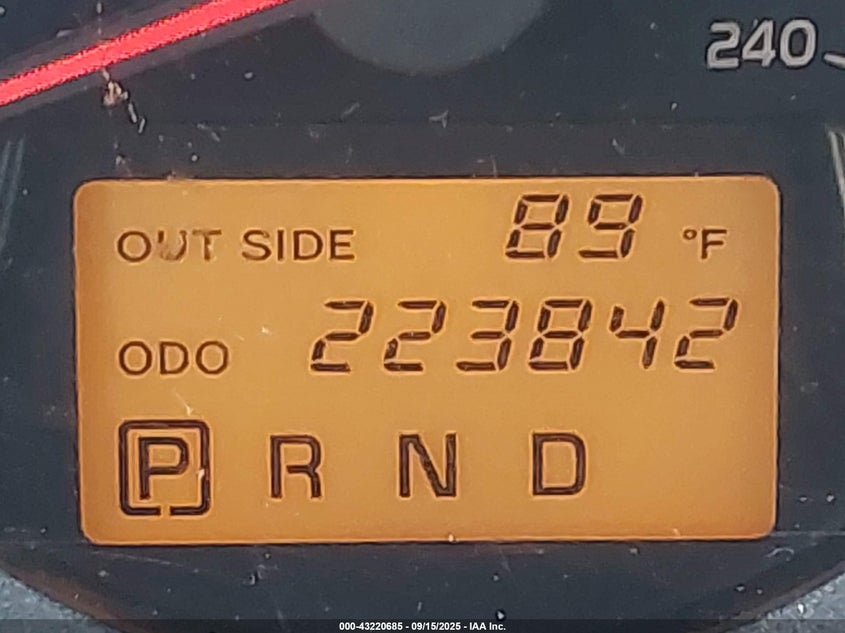 240
OUT SIDE 89 °F
ODO 223842
P R N D
000-43220685 - 09/15/2025 - IAA Inc.